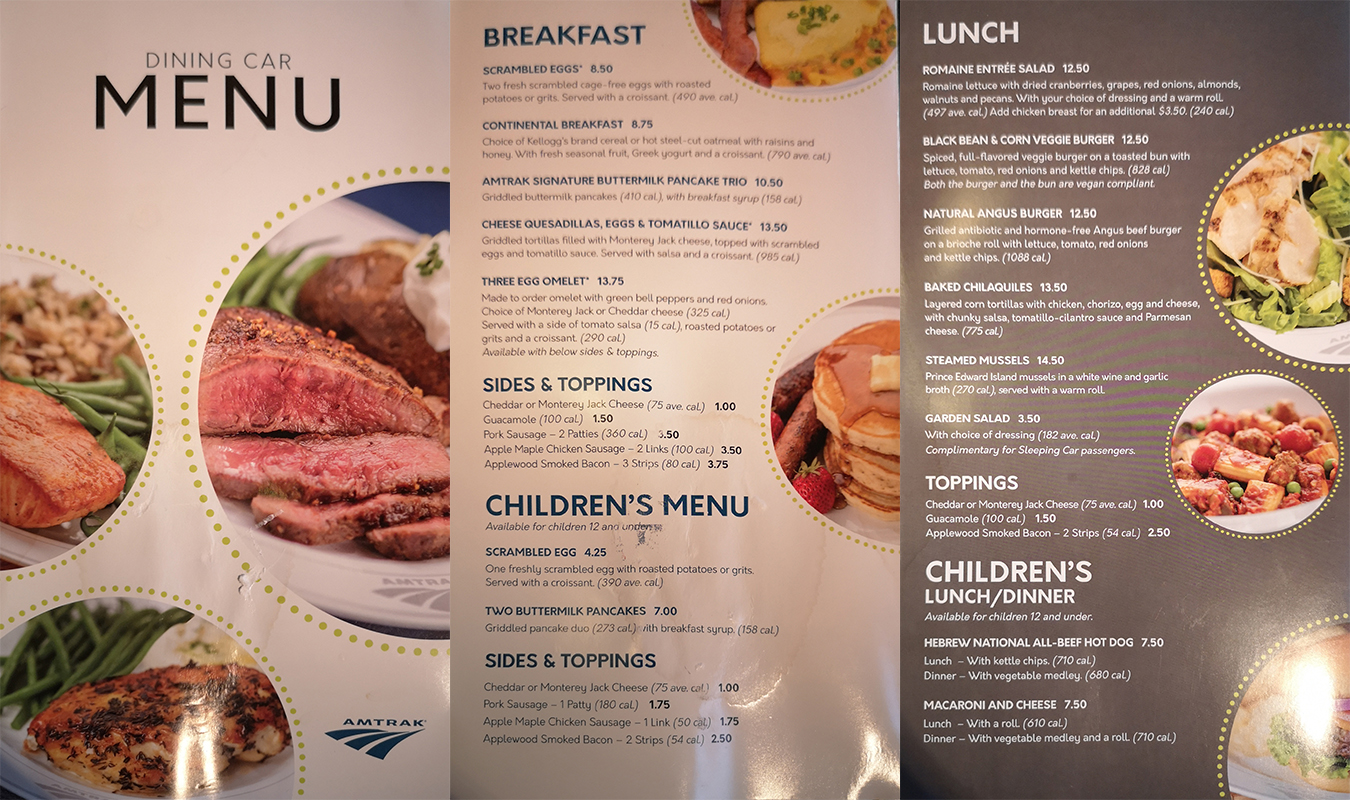 DINING CAR
MENU
AMTRAK
AMTRAK
BREAKFAST
SCRAMBLED EGGS* 8.50
Two fresh scrambled cage-free eggs with roasted
potatoes or grits. Served with a croissant. (490 ave. cal.)
CONTINENTAL BREAKFAST 8.75
Choice of Kellogg's brand cereal or hot steel-cut oatmeal with raisins and
honey. With fresh seasonal fruit, Greek yogurt and a croissant. (790 ave. cal.)
AMTRAK SIGNATURE BUTTERMILK PANCAKE TRIO 10.50
Griddled buttermilk pancakes (410 cal.), with breakfast syrup (158 cal.)
CHEESE QUESADILLAS, EGGS & TOMATILLO SAUCE* 13.50
Griddled tortillas filled with Monterey Jack cheese, topped with scrambled
eggs and tomatillo sauce. Served with salsa and a croissant. (985 cal.)
THREE EGG OMELET* 13.75
Made to order omelet with green bell peppers and red onions.
Choice of Monterey Jack or Cheddar cheese (325 cal.)
Served with a side of tomato salsa (15 cal.), roasted potatoes or
grits and a croissant. (290 cal.)
Available with below sides & toppings.
SIDES & TOPPINGS
Cheddar or Monterey Jack Cheese (75 ave. cal.) 1.00
Guacamole (100 cal.) 1.50
Pork Sausage – 2 Patties (360 cal.) .50
Apple Maple Chicken Sausage – 2 Links (100 cal.) 3.50
Applewood Smoked Bacon – 3 Strips (80 cal.) 3.75
CHILDREN'S MENU
Available for children 12 and under.
SCRAMBLED EGG 4.25
One freshly scrambled egg with roasted potatoes or grits.
Served with a croissant. (390 ave. cal.)
TWO BUTTERMILK PANCAKES 7.00
Griddled pancake duo (273 cal.) ith breakfast syrup. (158 cal.)
SIDES & TOPPINGS
Cheddar or Monterey Jack Cheese (75 ave. cal.) 1.00
Pork Sausage – 1 Patty (180 cal.) 1.75
Apple Maple Chicken Sausage – 1 Link (50 cal.) 1.75
Applewood Smoked Bacon – 2 Strips (54 cal.) 2.50
LUNCH
ROMAINE ENTRÉE SALAD 12.50
Romaine lettuce with dried cranberries, grapes, red onions, almonds,
walnuts and pecans. With your choice of dressing and a warm roll.
(497 ave. cal.) Add chicken breast for an additional $3.50. (240 cal.)
BLACK BEAN & CORN VEGGIE BURGER 12.50
Spiced, full-flavored veggie burger on a toasted bun with
lettuce, tomato, red onions and kettle chips. (828 cal)
Both the burger and the bun are vegan compliant.
NATURAL ANGUS BURGER 12.50
Grilled antibiotic and hormone-free Angus beef burger
on a brioche roll with lettuce, tomato, red onions
and kettle chips. (1088 cal.)
BAKED CHILAQUILES 13.50
Layered corn tortillas with chicken, chorizo, egg and cheese,
with chunky salsa, tomatillo-cilantro sauce and Parmesan
cheese. (775 cal.)
STEAMED MUSSELS 14.50
Prince Edward Island mussels in a white wine and garlic
broth (270 cal.), served with a warm roll.
GARDEN SALAD 3.50
With choice of dressing (182 ave. cal.)
Complimentary for Sleeping Car passengers.
TOPPINGS
Cheddar or Monterey Jack Cheese (75 ave. cal.) 1.00
Guacamole (100 cal.) 1.50
Applewood Smoked Bacon – 2 Strips (54 cal.) 2.50
CHILDREN'S
LUNCH/DINNER
Available for children 12 and under.
HEBREW NATIONAL ALL-BEEF HOT DOG 7.50
Lunch – With kettle chips. (710 cal.)
Dinner – With vegetable medley. (680 cal.)
MACARONI AND CHEESE 7.50
Lunch – With a roll. (610 cal.)
Dinner – With vegetable medley and a roll. (710 cal.)